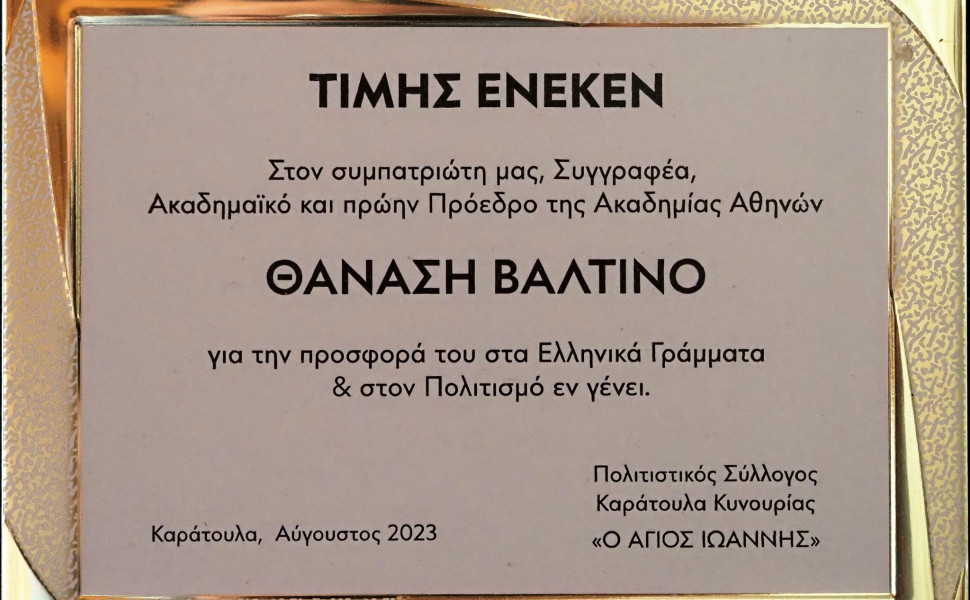 ΤΙΜΗΣ ΕΝΕΚΕΝ
Στον συμπατριώτη μας, Συγγραφέα,
Ακαδημαϊκό και πρώην Πρόεδρο της Ακαδημίας Αθηνών
ΘΑΝΑΣΗ ΒΑΛΤΙΝΟ
για την προσφορά του στα Ελληνικά Γράμματα
& στον Πολιτισμό εν γένει.
Πολιτιστικός Σύλλογος
Καράτουλα Κυνουρίας
Καράτουλα, Αύγουστος 2023
«Ο ΑΓΙΟΣ ΙΩΑΝΝΗΣ»